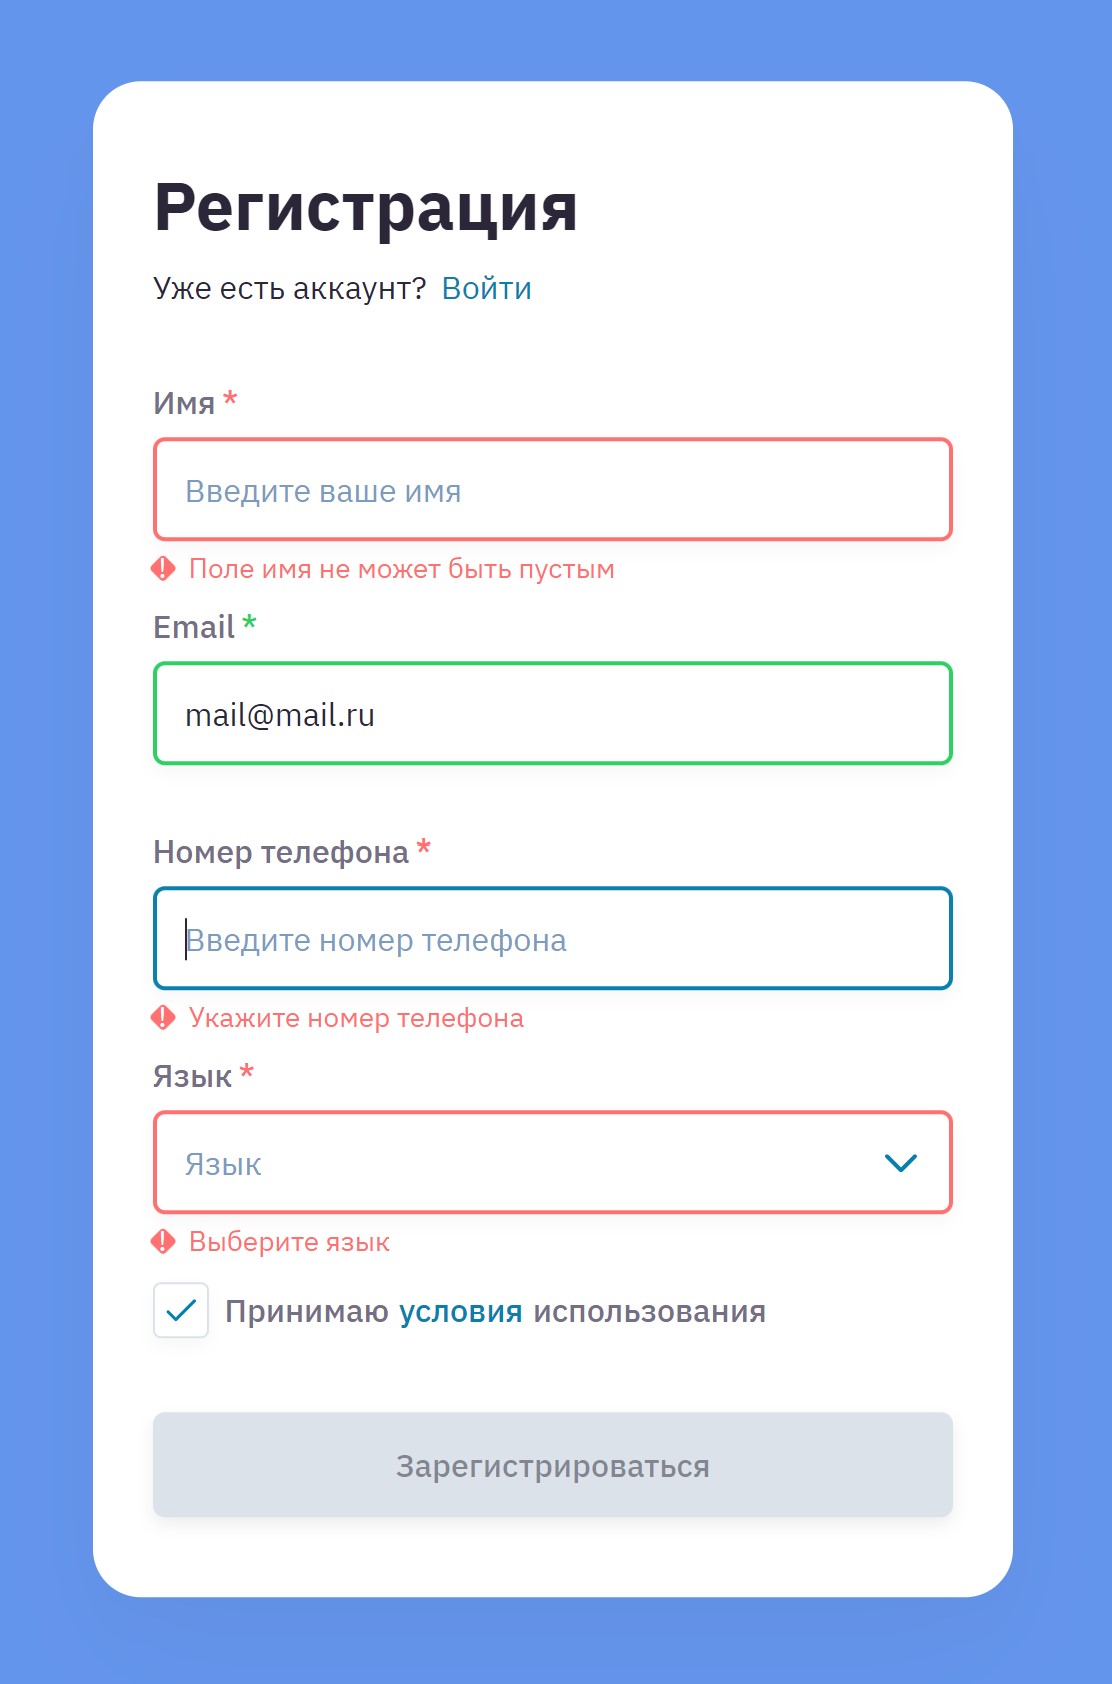 Регистрация
Уже есть аккаунт? Войти
Имя *
Введите ваше имя
Поле имя не может быть пустым
Email *
mail@mail.ru
Номер телефона *
Введите номер телефона
Укажите номер телефона
Язык *
Язык
Выберите язык
Принимаю условия использования
Зарегистрироваться